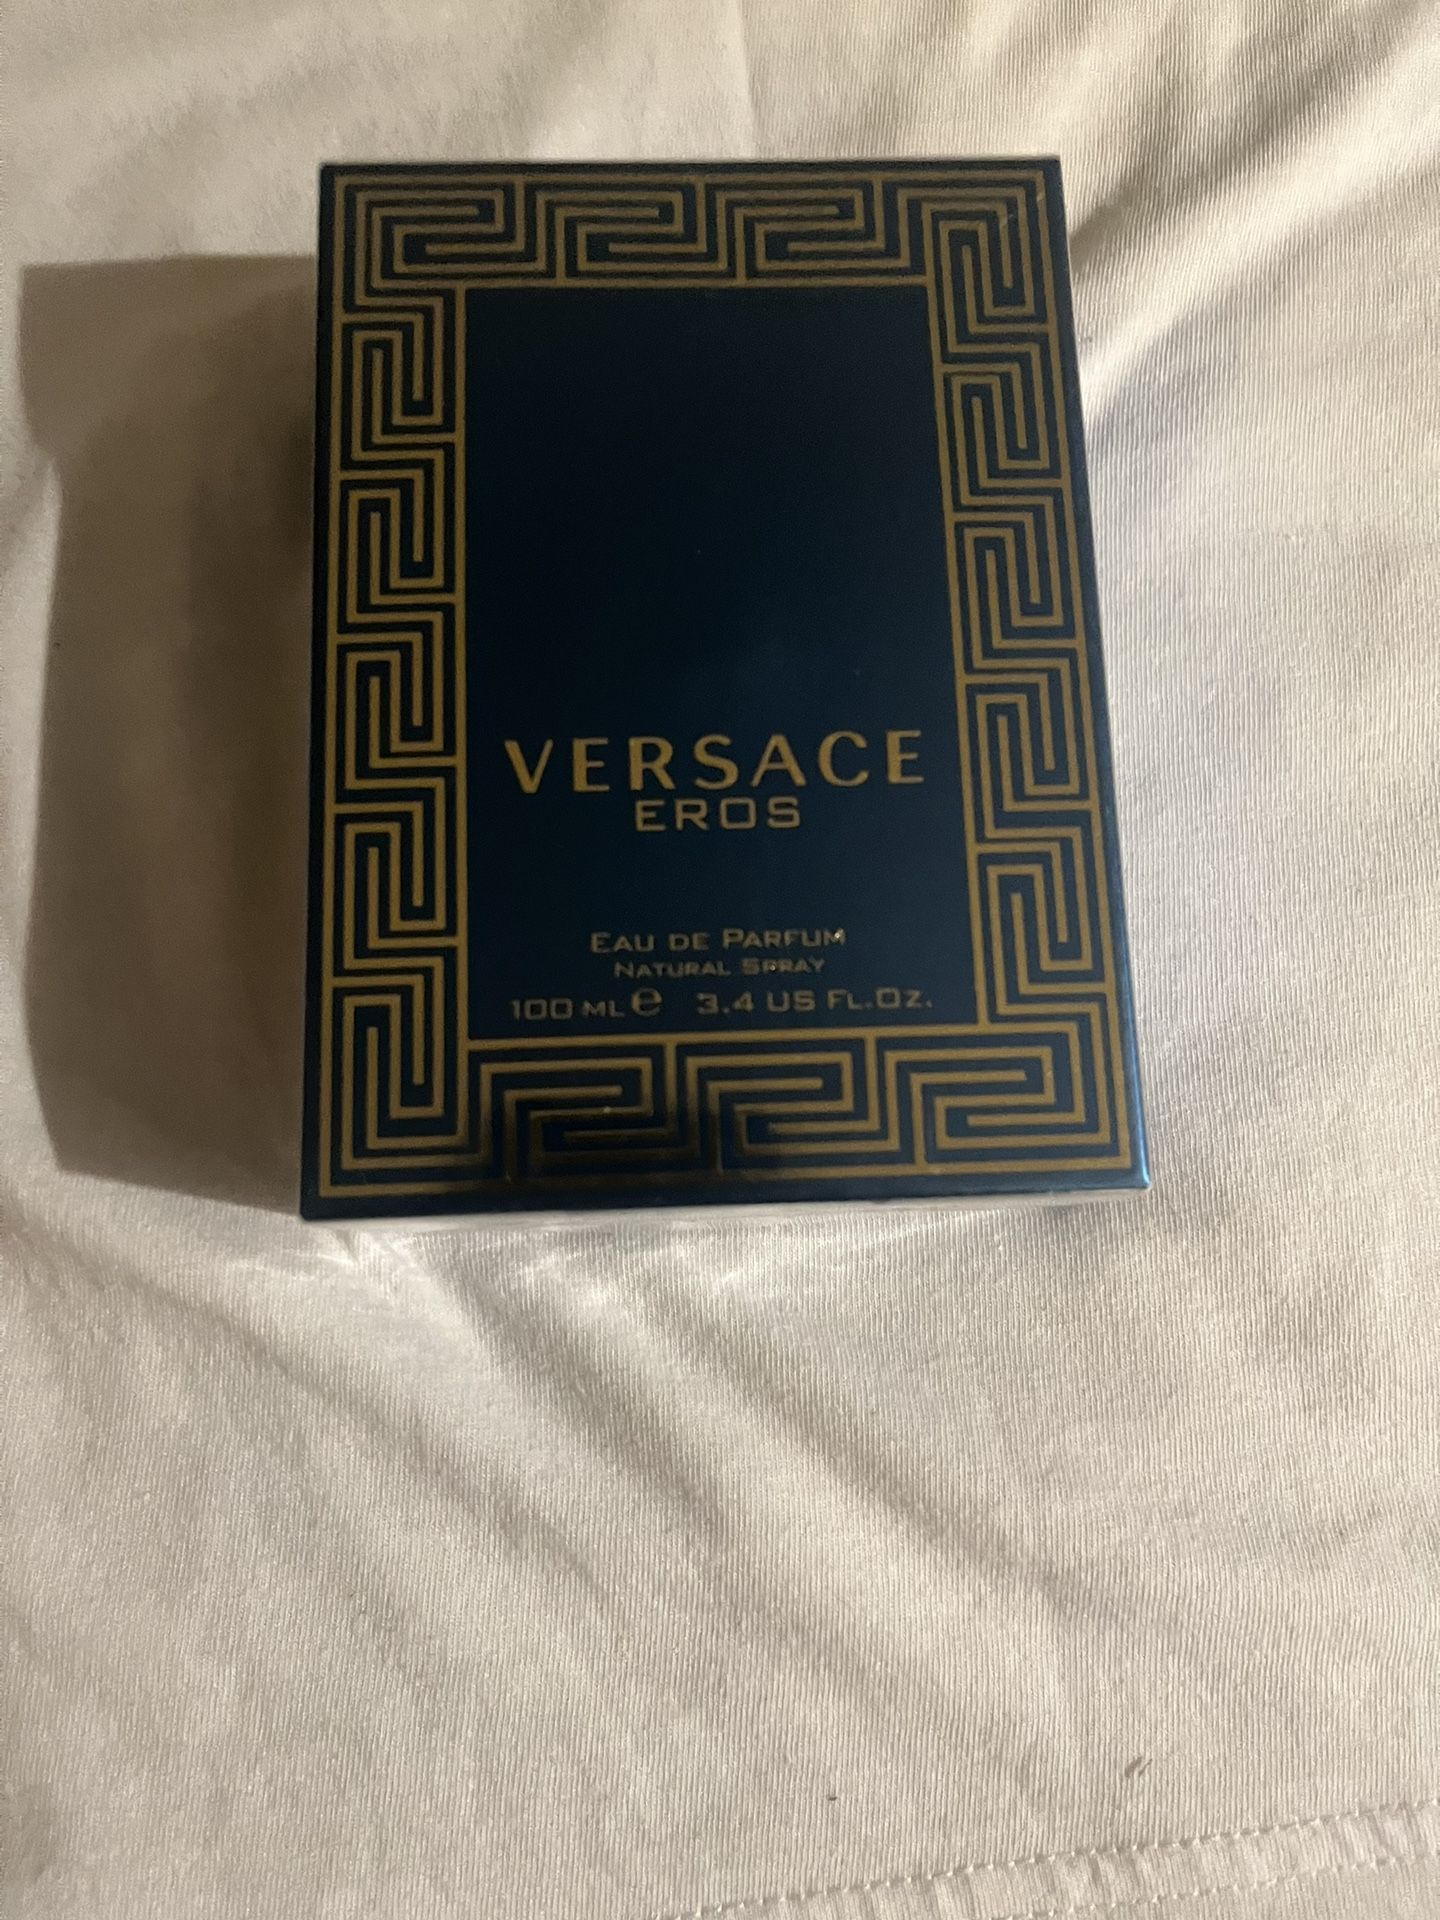 VERSACE
EROS
EAU DE PARFUM
NATURAL SPRAY
100 ML ℮ 3.4 US FL.OZ.